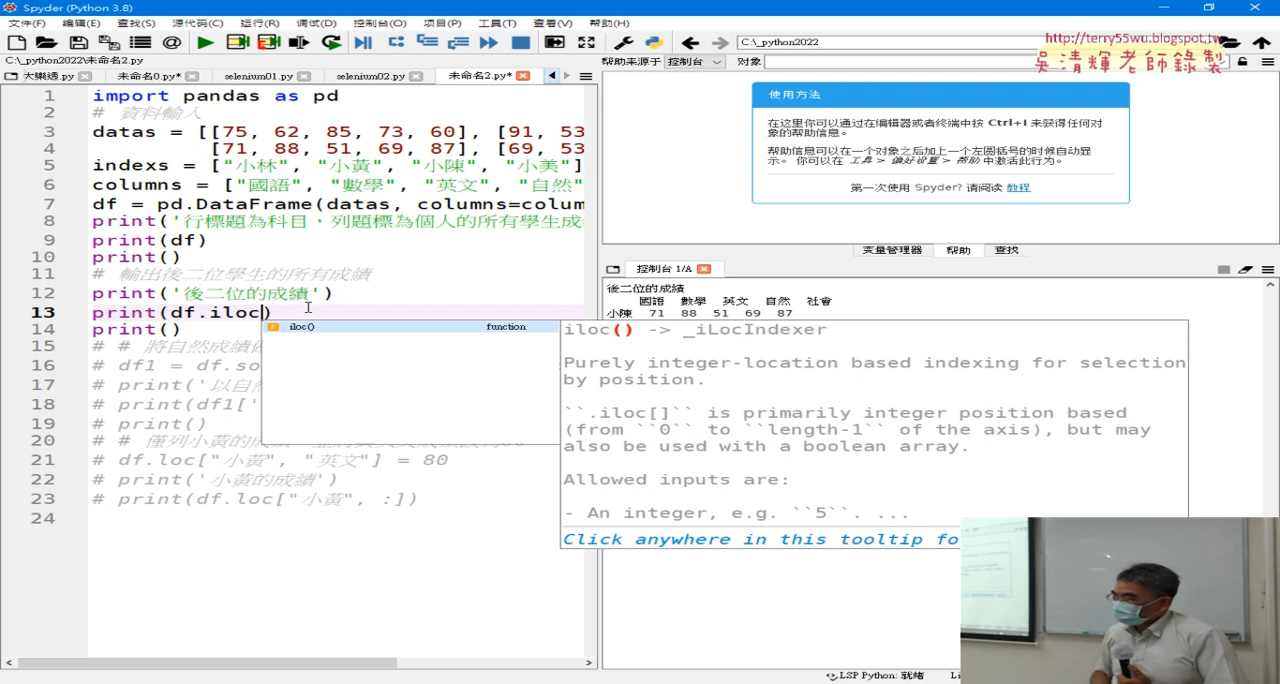 Spyder (Python 3.8)
文件(F) 编辑(E) 查找(S) 源代码(C) 运行(R) 调试(D) 控制台(O) 项目(P) 工具(T) 查看(V) 帮助(H)
C:\_python2022
http://terry55wu.blogspot.tw
吳清輝老師錄製
C:\_python2022\未命名2.py
帮助来源于 控制台 对象
大樂透.py 未命名0.py* selenium01.py selenium02.py 未命名2.py*
1 import pandas as pd
2 # 資料輸入
3 datas = [[75, 62, 85, 73, 60], [91, 53
4 [71, 88, 51, 69, 87], [69, 53
5 indexs = ["小林", "小黃", "小陳", "小美"]
6 columns = ["國語", "數學", "英文", "自然"
7 df = pd.DataFrame(datas, columns=colum
8 print('行標題為科目，列題標為個人的所有學生成
9 print(df)
10 print()
11 # 輸出後二位學生的所有成績
12 print('後二位的成績')
13 print(df.iloc)
14 print()
15 # # 將自然成績
16 # df1 = df.so
17 # print('以自然
18 # print(df1['
19 # print()
20 # # 僅列小黃的成績
21 # df.loc["小黃", "英文"] = 80
22 # print('小黃的成績')
23 # print(df.loc["小黃", :])
24
iloc() function
iloc() -> _iLocIndexer
Purely integer-location based indexing for selection
by position.
``.iloc[]`` is primarily integer position based
(from ``0`` to ``length-1`` of the axis), but may
also be used with a boolean array.
Allowed inputs are:
- An integer, e.g. ``5``. ...
Click anywhere in this tooltip fo
使用方法
在这里你可以通过在编辑器或者终端中按 Ctrl+I 来获得任何对
象的帮助信息。
帮助信息可以在一个对象之后加上一个左圆括号的时候自动显
示。 你可以在 工具 > 偏好设置 > 帮助 中激活此行为。
第一次使用 Spyder? 请阅读 教程
变量管理器 帮助 查找
控制台 1/A
後二位的成績
國語 數學 英文 自然 社會
小陳 71 88 51 69 87
LSP Python: 就绪